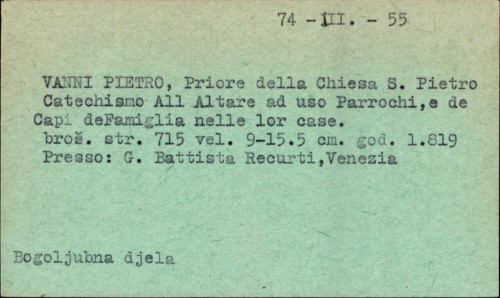 74 - III. - 55
VANNI PIETRO, Priore della Chiesa S. Pietro
Catechismo All Altare ad uso Parrochi,e de
Capi deFamiglia nelle lor case.
broš. str. 715 vel. 9-15.5 cm. god. 1.819
Presso: G. Battista Recurti,Venezia
Bogoljubna djela